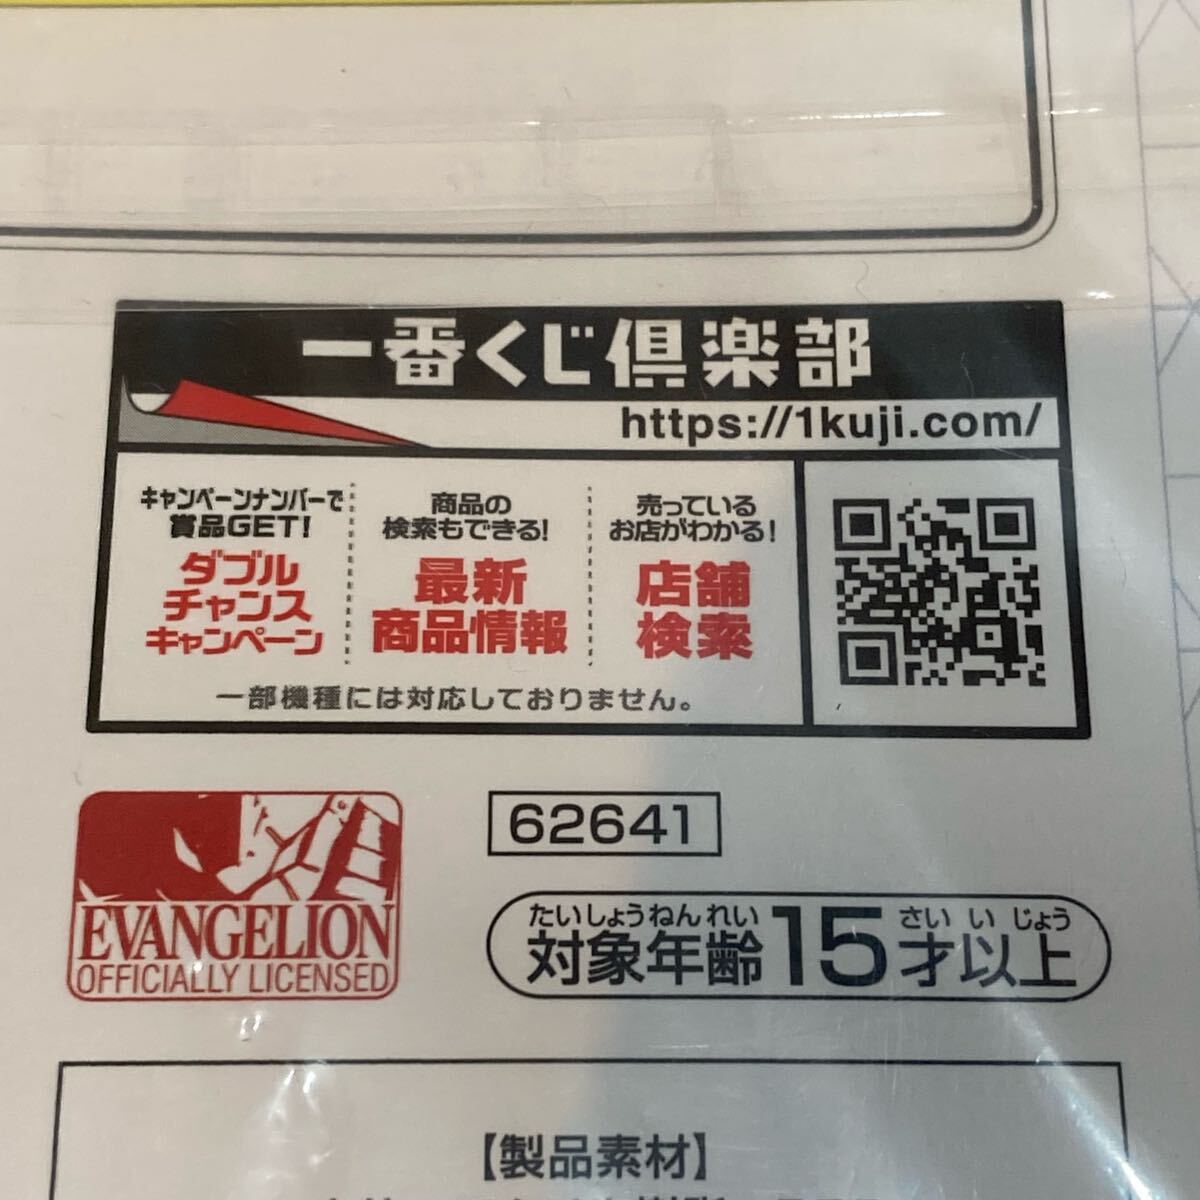 一番くじ倶楽部
https://1kuji.com/
キャンペーンナンバーで
賞品GET!
ダブル
チャンス
キャンペーン
商品の
検索もできる!
最新
商品情報
売っている
お店がわかる!
店舗
検索
一部機種には対応しておりません。
EVANGELION
OFFICIALLY LICENSED
62641
たいしょうねんれい さい いじょう
対象年齢15才以上
【製品素材】